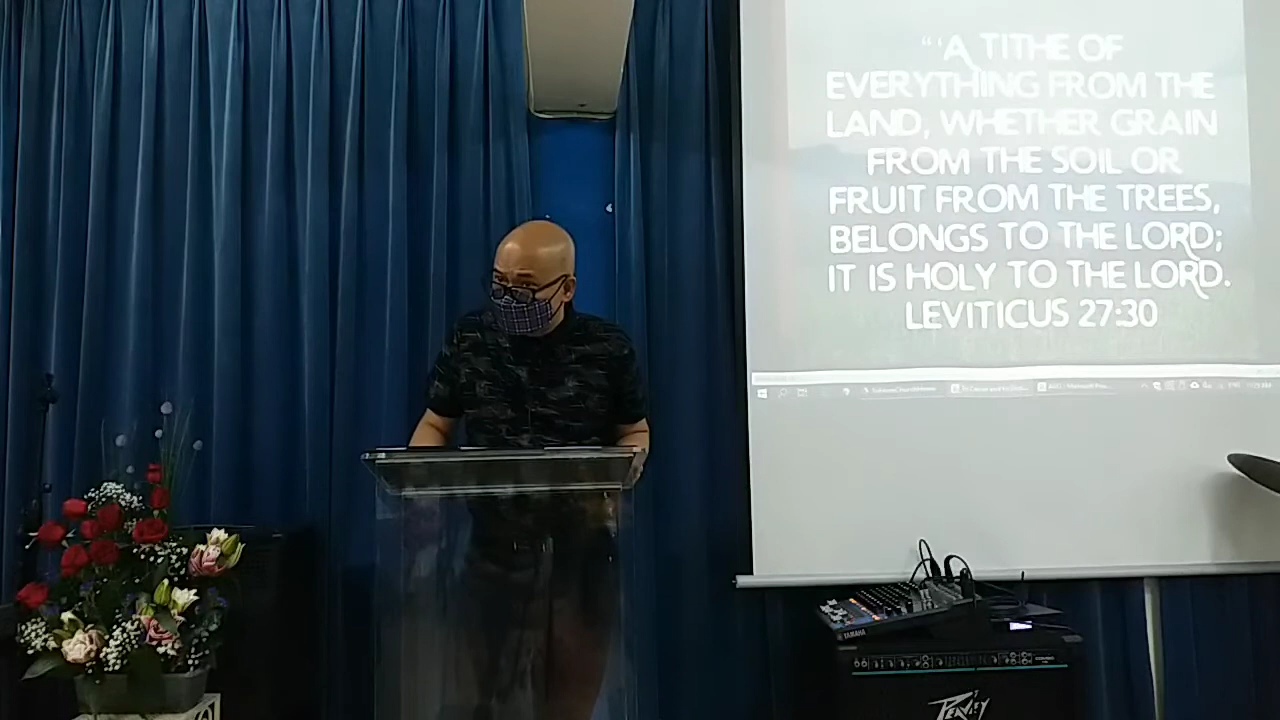 “‘A TITHE OF
EVERYTHING FROM THE
LAND, WHETHER GRAIN
FROM THE SOIL OR
FRUIT FROM THE TREES,
BELONGS TO THE LORD;
IT IS HOLY TO THE LORD.
LEVITICUS 27:30
YAMAHA
PEAVEY